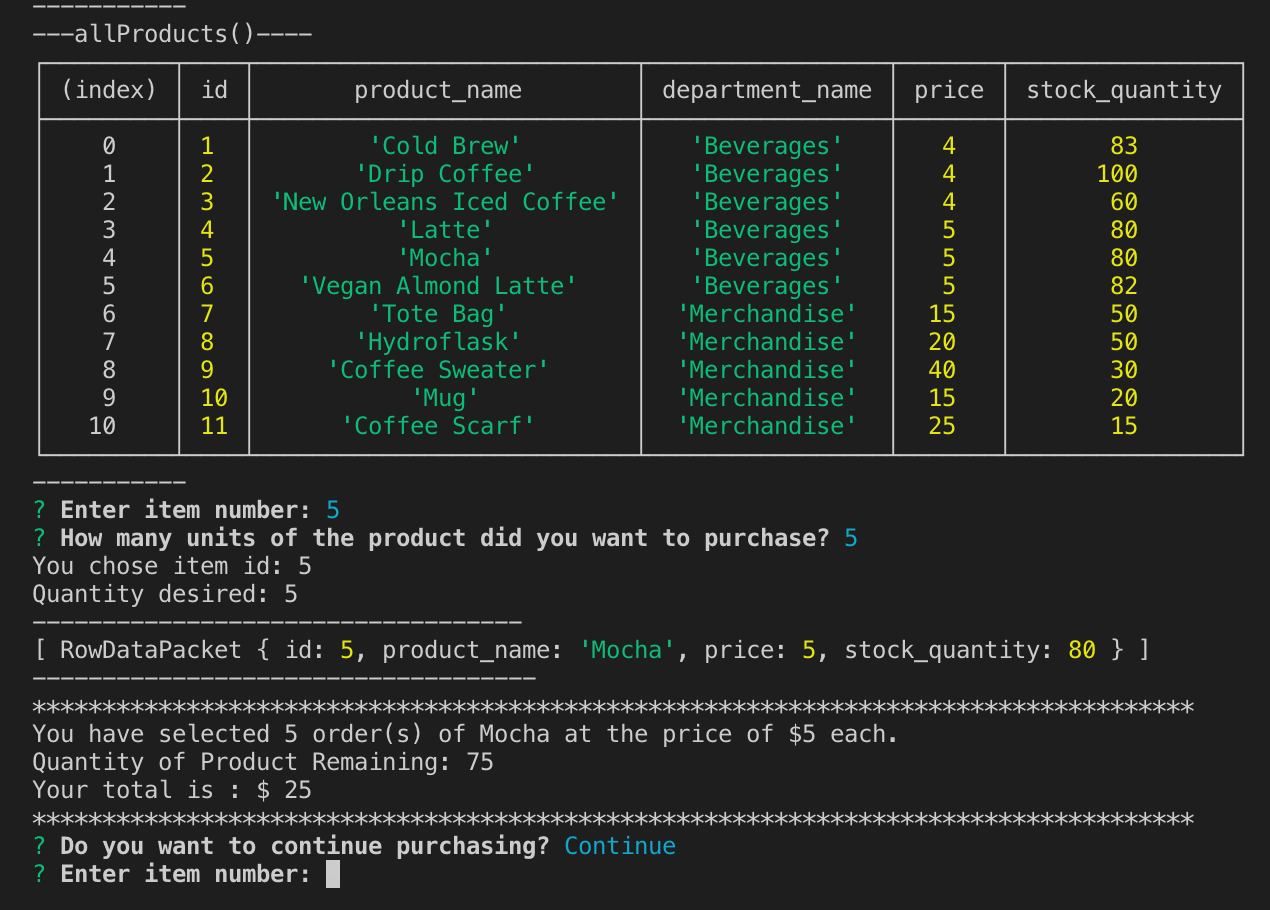 -----------
---allProducts()----
(index) id product_name department_name price stock_quantity
0 1 'Cold Brew' 'Beverages' 4 83
1 2 'Drip Coffee' 'Beverages' 4 100
2 3 'New Orleans Iced Coffee' 'Beverages' 4 60
3 4 'Latte' 'Beverages' 5 80
4 5 'Mocha' 'Beverages' 5 80
5 6 'Vegan Almond Latte' 'Beverages' 5 82
6 7 'Tote Bag' 'Merchandise' 15 50
7 8 'Hydroflask' 'Merchandise' 20 50
8 9 'Coffee Sweater' 'Merchandise' 40 30
9 10 'Mug' 'Merchandise' 15 20
10 11 'Coffee Scarf' 'Merchandise' 25 15
-----------
? Enter item number: 5
? How many units of the product did you want to purchase? 5
You chose item id: 5
Quantity desired: 5
-----------------------------------
[ RowDataPacket { id: 5, product_name: 'Mocha', price: 5, stock_quantity: 80 } ]
------------------------------------
***********************************************************************************
You have selected 5 order(s) of Mocha at the price of $5 each.
Quantity of Product Remaining: 75
Your total is : $ 25
***********************************************************************************
? Do you want to continue purchasing? Continue
? Enter item number: